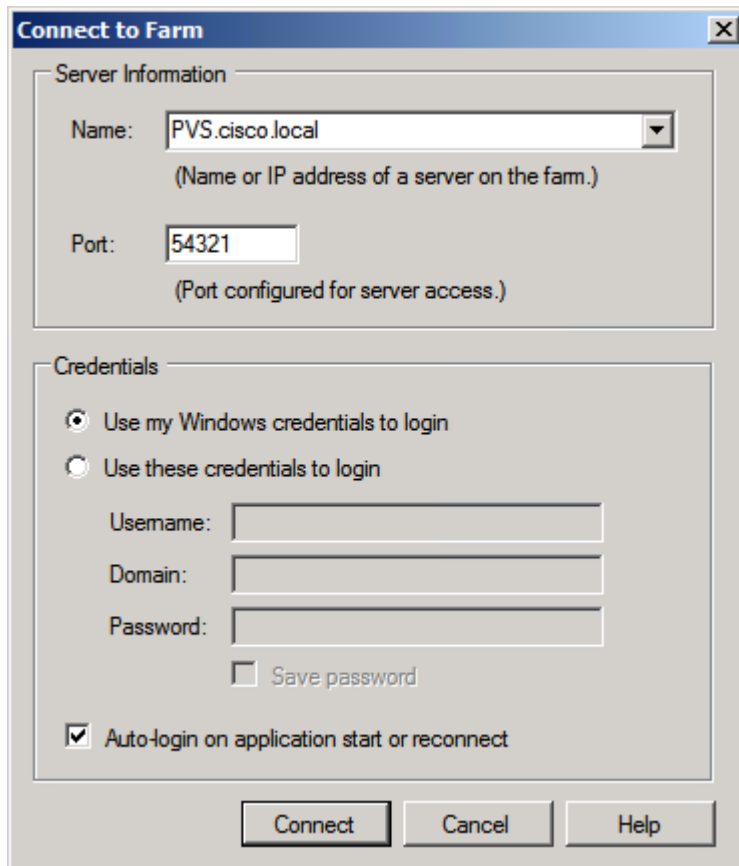 Connect to Farm
Server Information
Name: PVS.cisco.local
(Name or IP address of a server on the farm.)
Port: 54321
(Port configured for server access.)
Credentials
Use my Windows credentials to login
Use these credentials to login
Username:
Domain:
Password:
Save password
Auto-login on application start or reconnect
Connect Cancel Help